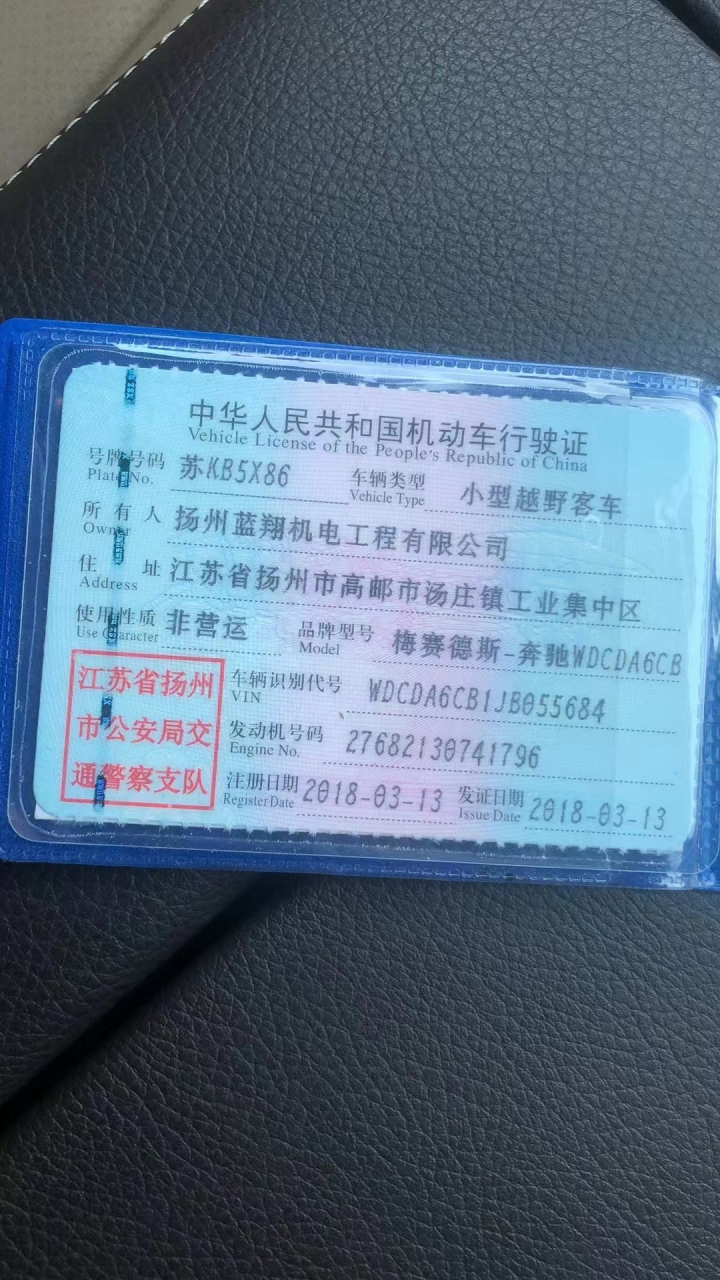 中华人民共和国机动车行驶证
Vehicle License of the People's Republic of China
号牌号码 苏KB5X86 车辆类型 小型越野客车
Plate No. Vehicle Type
所有人 扬州蓝翔机电工程有限公司
Owner
住址 江苏省扬州市高邮市汤庄镇工业集中区
Address
使用性质 非营运 品牌型号 梅赛德斯-奔驰WDCDA6CB
Use Character Model
江苏省扬州
市公安局交
通警察支队
车辆识别代号 WDCDA6CB1JB055684
VIN
发动机号码 27682130741796
Engine No.
注册日期 2018-03-13 发证日期 2018-03-13
Register Date Issue Date